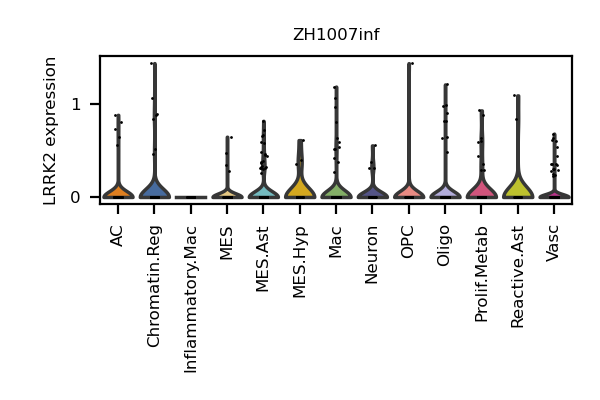 ZH1007inf
LRRK2 expression
1
0
AC
Chromatin.Reg
Inflammatory.Mac
MES
MES.Ast
MES.Hyp
Mac
Neuron
OPC
Oligo
Prolif.Metab
Reactive.Ast
Vasc